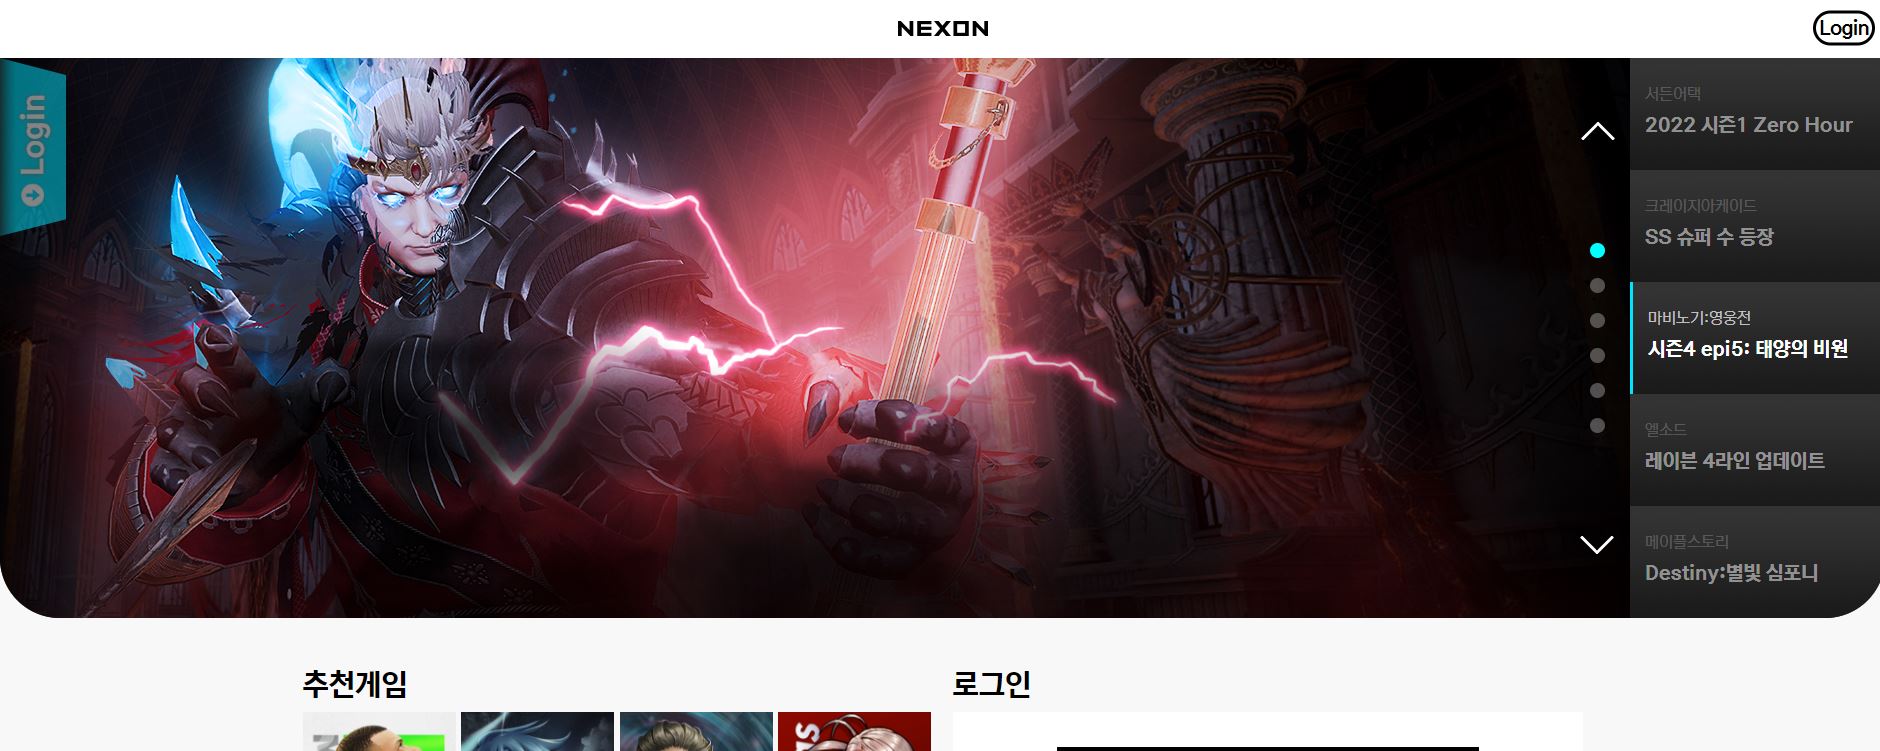 NEXON
Login
Login
서든어택
2022 시즌1 Zero Hour
크레이지아케이드
SS 슈퍼 수 등장
마비노기:영웅전
시즌4 epi5: 태양의 비원
엘소드
레이븐 4라인 업데이트
메이플스토리
Destiny:별빛 심포니
추천게임
로그인